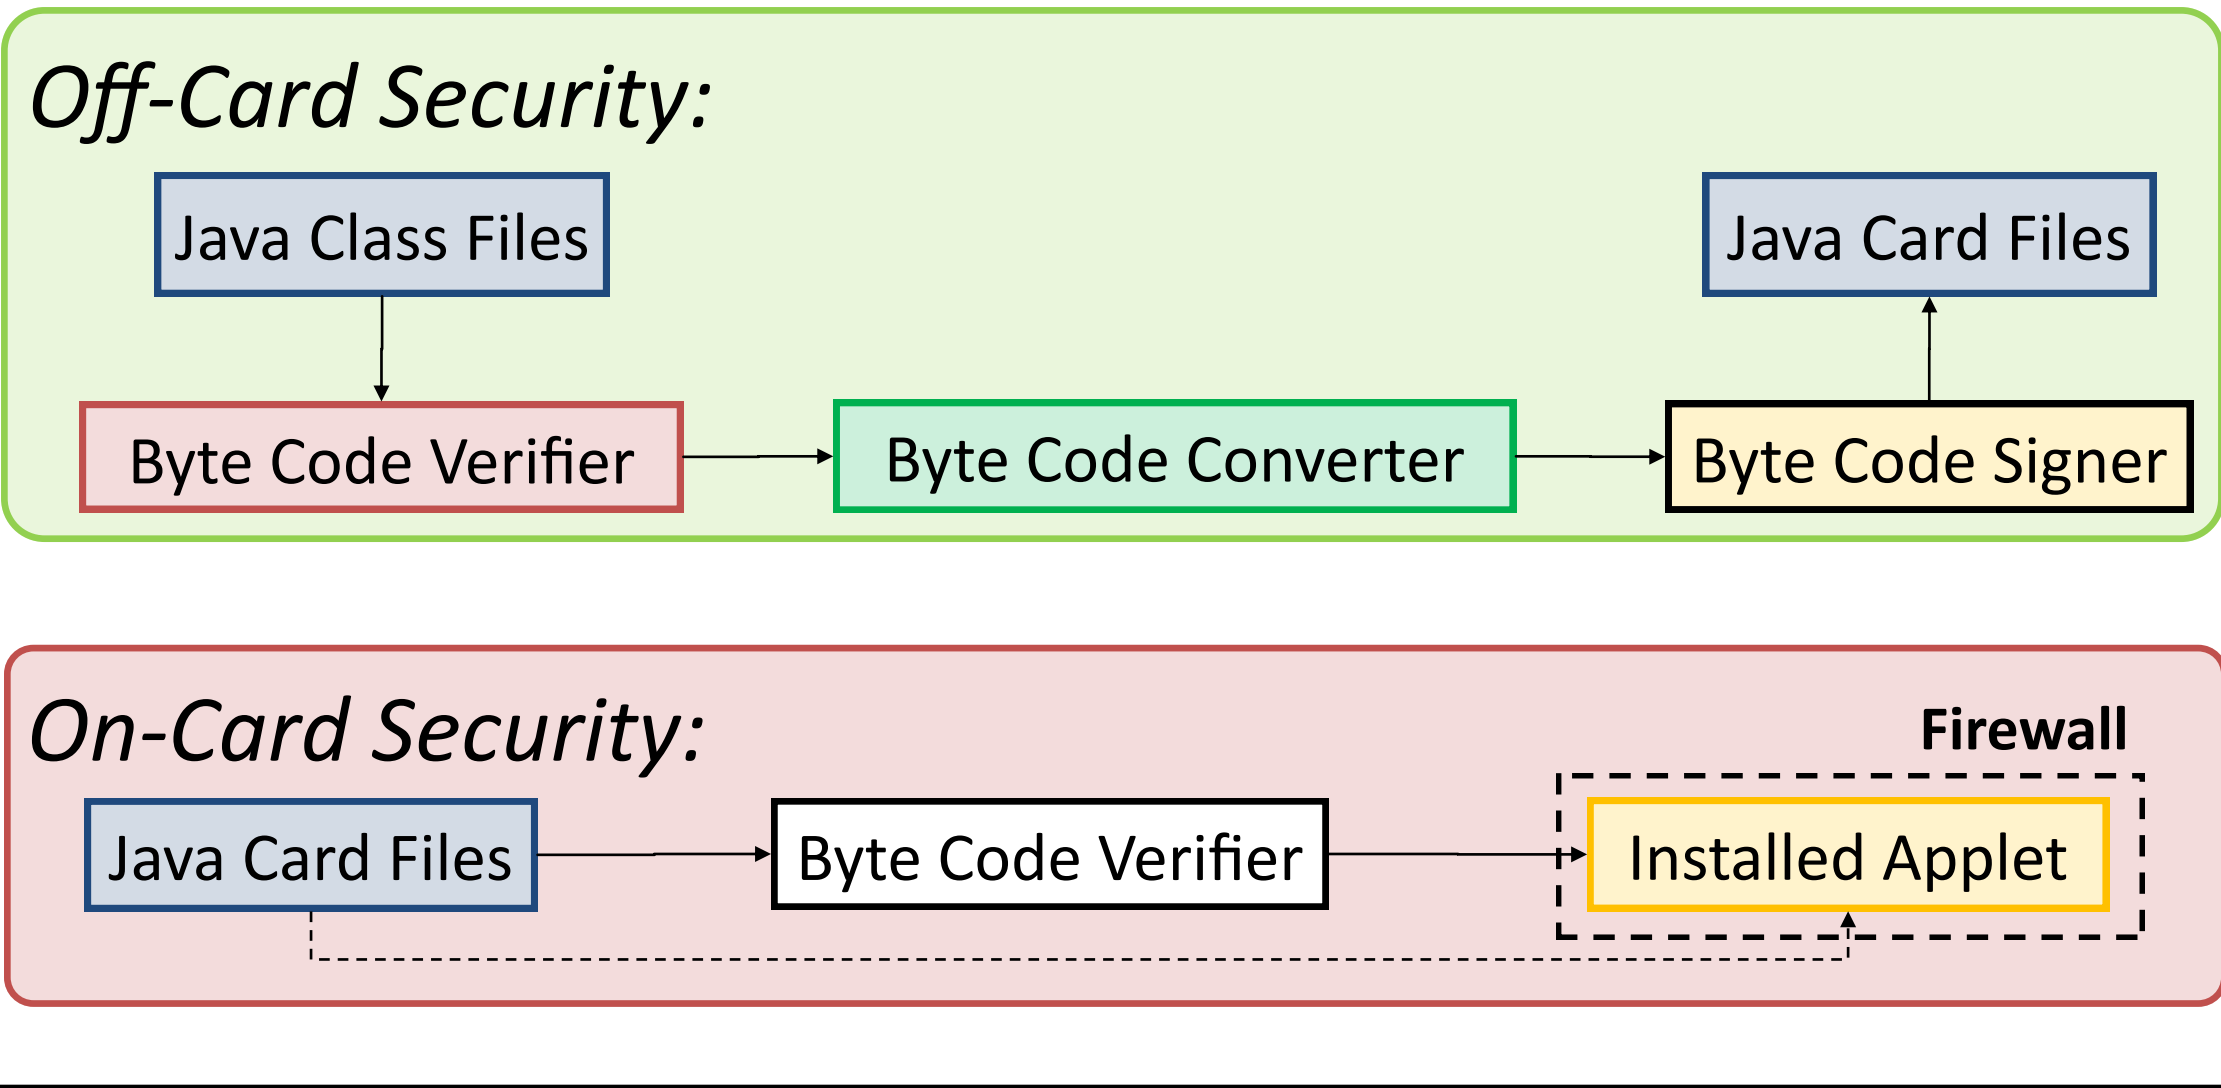 Off-Card Security:
Java Class Files
Java Card Files
Byte Code Verifier
Byte Code Converter
Byte Code Signer
On-Card Security:
Firewall
Java Card Files
Byte Code Verifier
Installed Applet